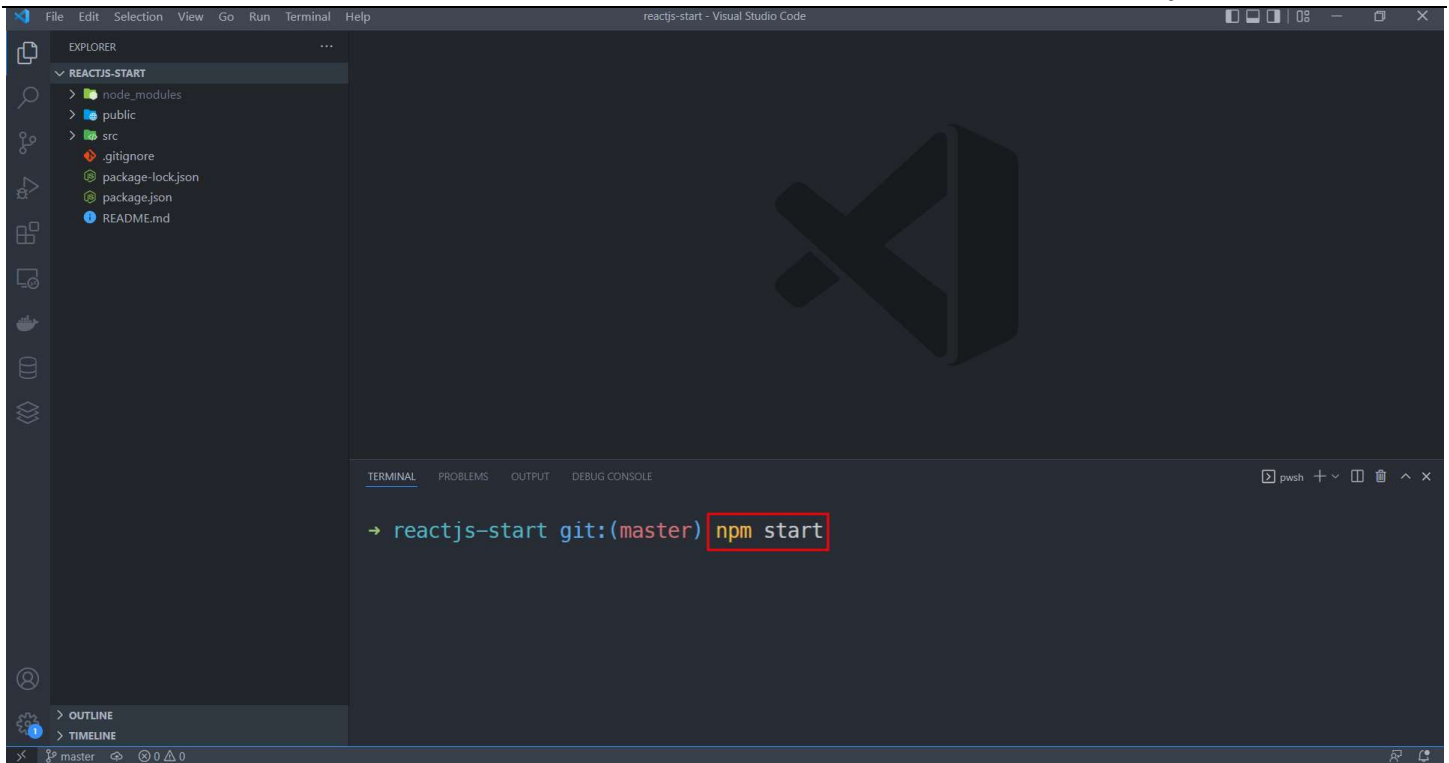 File Edit Selection View Go Run Terminal Help
reactjs-start - Visual Studio Code
EXPLORER
REACTJS-START
node_modules
public
src
.gitignore
package-lock.json
package.json
README.md
OUTLINE
TIMELINE
TERMINAL PROBLEMS OUTPUT DEBUG CONSOLE
pwsh
→ reactjs-start git:(master) npm start
1
master 0 0